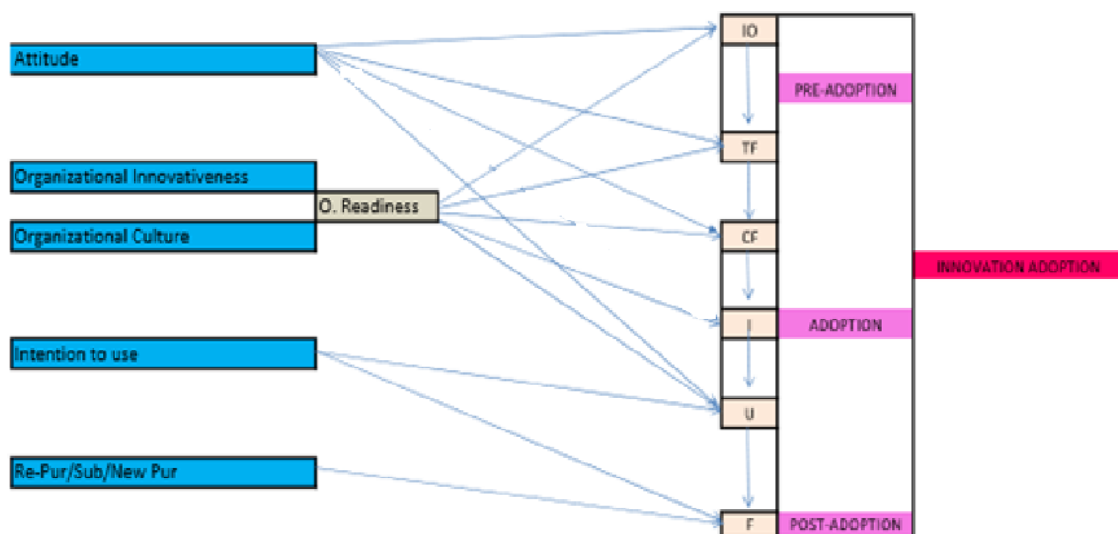 IO
Attitude
PRE-ADOPTION
TF
Organizational Innovativeness
O. Readiness
Organizational Culture
CF
INNOVATION ADOPTION
I
ADOPTION
Intention to use
U
Re-Pur/Sub/New Pur
F
POST-ADOPTION